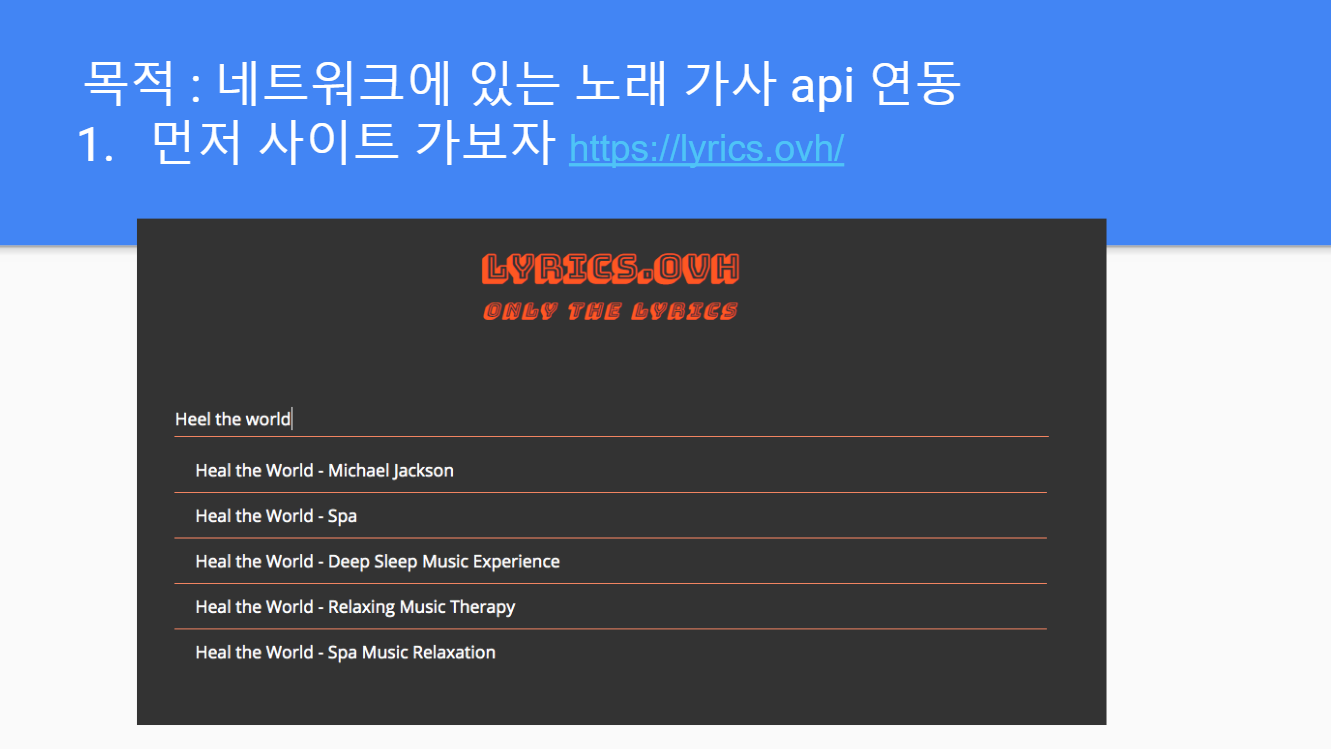 목적 : 네트워크에 있는 노래 가사 api 연동
1. 먼저 사이트 가보자 https://lyrics.ovh/
LYRICS.OVH
ONLY THE LYRICS
Heel the world
Heal the World - Michael Jackson
Heal the World - Spa
Heal the World - Deep Sleep Music Experience
Heal the World - Relaxing Music Therapy
Heal the World - Spa Music Relaxation